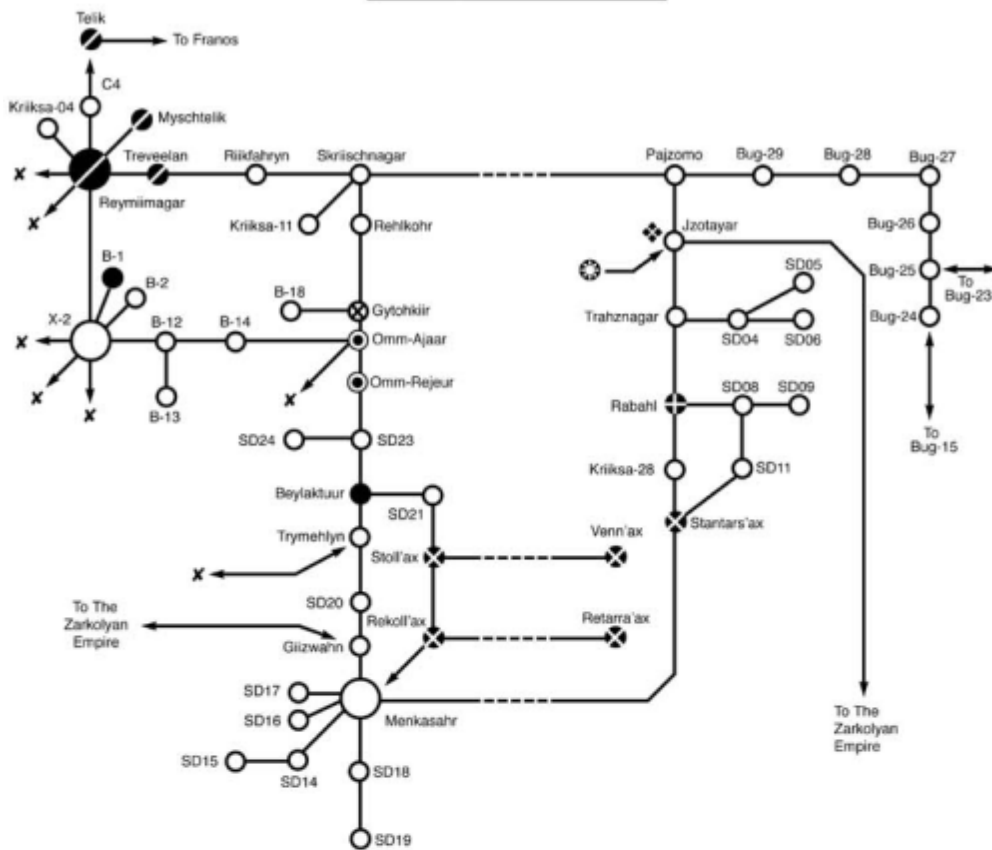 Telik
To Franos
C4
Kriiksa-04
Myschtelik
Treveelan
Riikfahryn
Skriischnagar
Pajzomo
Bug-29
Bug-28
Bug-27
Reymiimagar
Kriiksa-11
Rehlkohr
Jzotayar
Bug-26
B-1
B-2
B-18
Gytohkiir
SD05
Bug-25
To
Bug-23
X-2
B-12
B-14
Omm-Ajaar
Trahznagar
SD04
SD06
Bug-24
Omm-Rejeur
B-13
Rabahl
SD08
SD09
SD24
SD23
To
Bug-15
Kriiksa-28
SD11
Beylaktuur
SD21
Stantars'ax
Trymehlyn
Stoll'ax
Venn'ax
SD20
To The
Zarkolyan
Empire
Rekoll'ax
Retarra'ax
Giizwahn
SD17
SD16
Menkasahr
To The
Zarkolyan
Empire
SD15
SD14
SD18
SD19